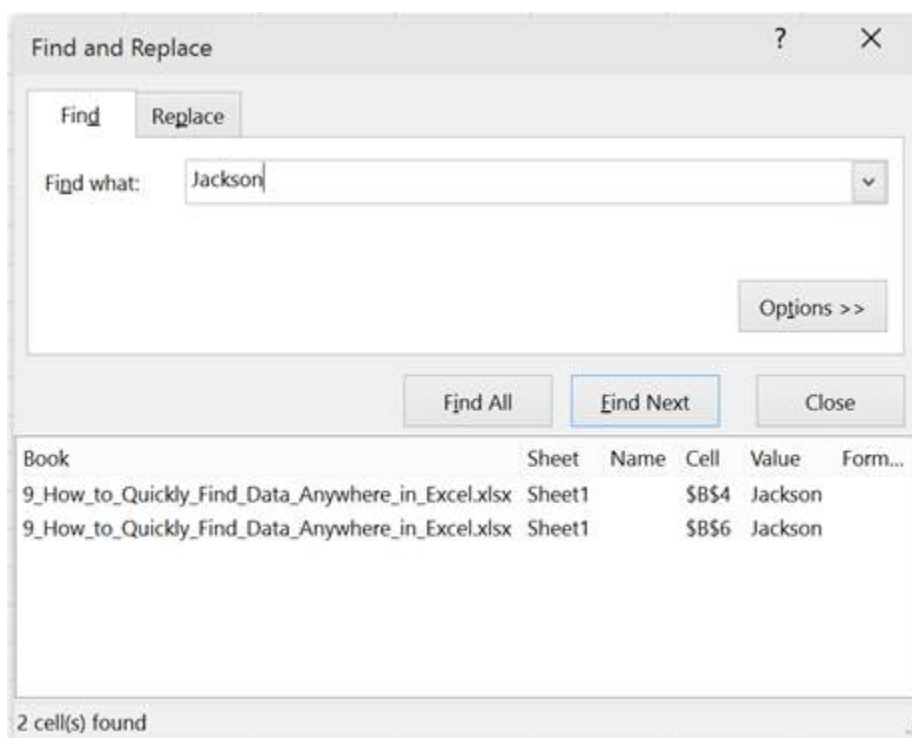 Find and Replace ?
Find Replace
Find what: Jackson
Options >>
Find All Find Next Close
Book Sheet Name Cell Value Form...
9_How_to_Quickly_Find_Data_Anywhere_in_Excel.xlsx Sheet1 $B$4 Jackson
9_How_to_Quickly_Find_Data_Anywhere_in_Excel.xlsx Sheet1 $B$6 Jackson
2 cell(s) found